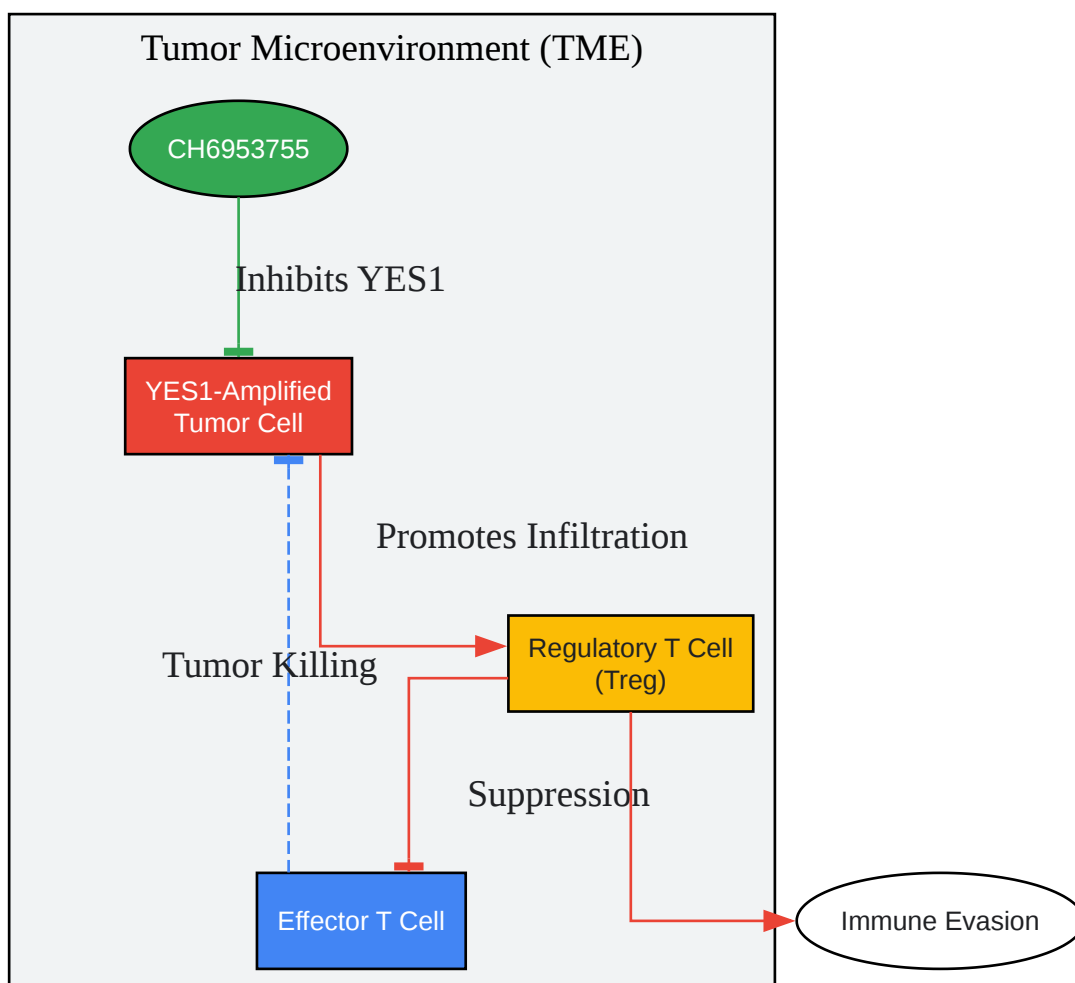 Tumor Microenvironment (TME)
CH6953755
Inhibits YES1
YES1-Amplified
Tumor Cell
Promotes Infiltration
Regulatory T Cell
(Treg)
Tumor Killing
Suppression
Effector T Cell
Immune Evasion